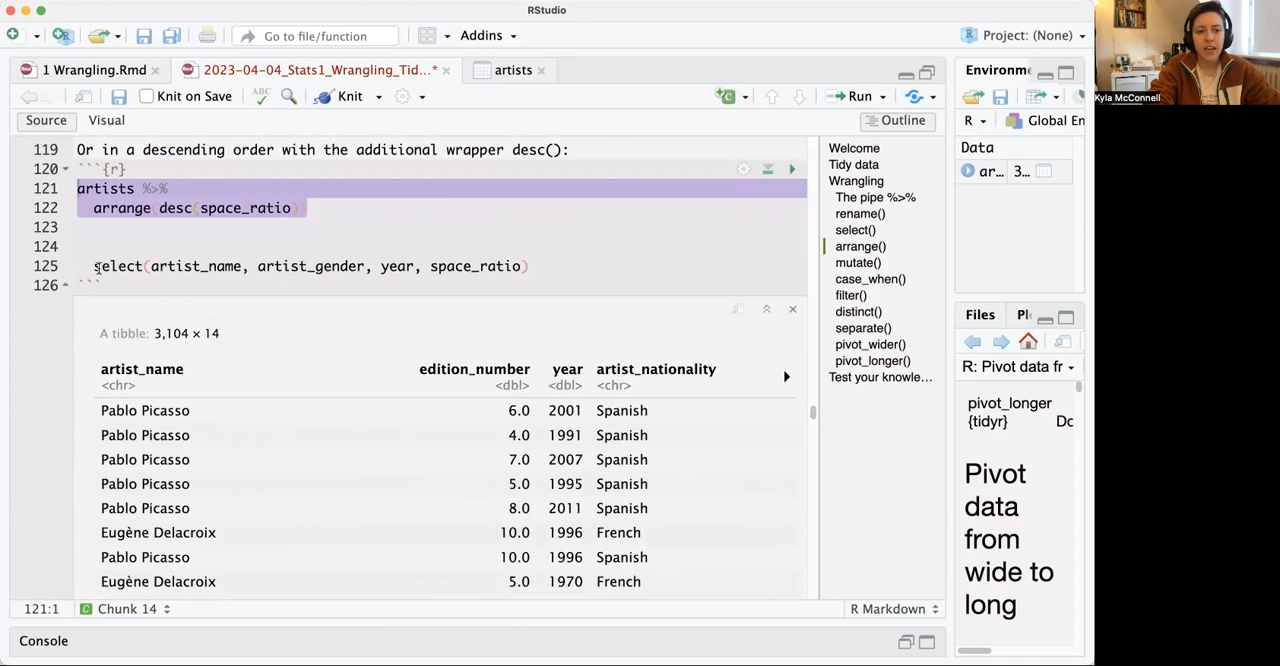 RStudio
Go to file/function
Addins
Project: (None)
Kyla McConnell
1 Wrangling.Rmd
2023-04-04_Stats1_Wrangling_Tid...*
artists
Knit on Save
ABC
Knit
Run
Source
Visual
Outline
119 Or in a descending order with the additional wrapper desc():
120 ```{r}
121 artists %>%
122 arrange(desc(space_ratio))
123
124
125 select(artist_name, artist_gender, year, space_ratio)
126 ```
A tibble: 3,104 × 14
artist_name edition_number year artist_nationality
<chr> <dbl> <dbl> <chr>
Pablo Picasso 6.0 2001 Spanish
Pablo Picasso 4.0 1991 Spanish
Pablo Picasso 7.0 2007 Spanish
Pablo Picasso 5.0 1995 Spanish
Pablo Picasso 8.0 2011 Spanish
Eugène Delacroix 10.0 1996 French
Pablo Picasso 10.0 1996 Spanish
Eugène Delacroix 5.0 1970 French
121:1
Chunk 14
R Markdown
Console
Welcome
Tidy data
Wrangling
The pipe %>%
rename()
select()
arrange()
mutate()
case_when()
filter()
distinct()
separate()
pivot_wider()
pivot_longer()
Test your knowle...
Environme
R
Global En
Data
ar... 3...
Files
Plo
R: Pivot data fr
pivot_longer
{tidyr} Do
Pivot
data
from
wide to
long